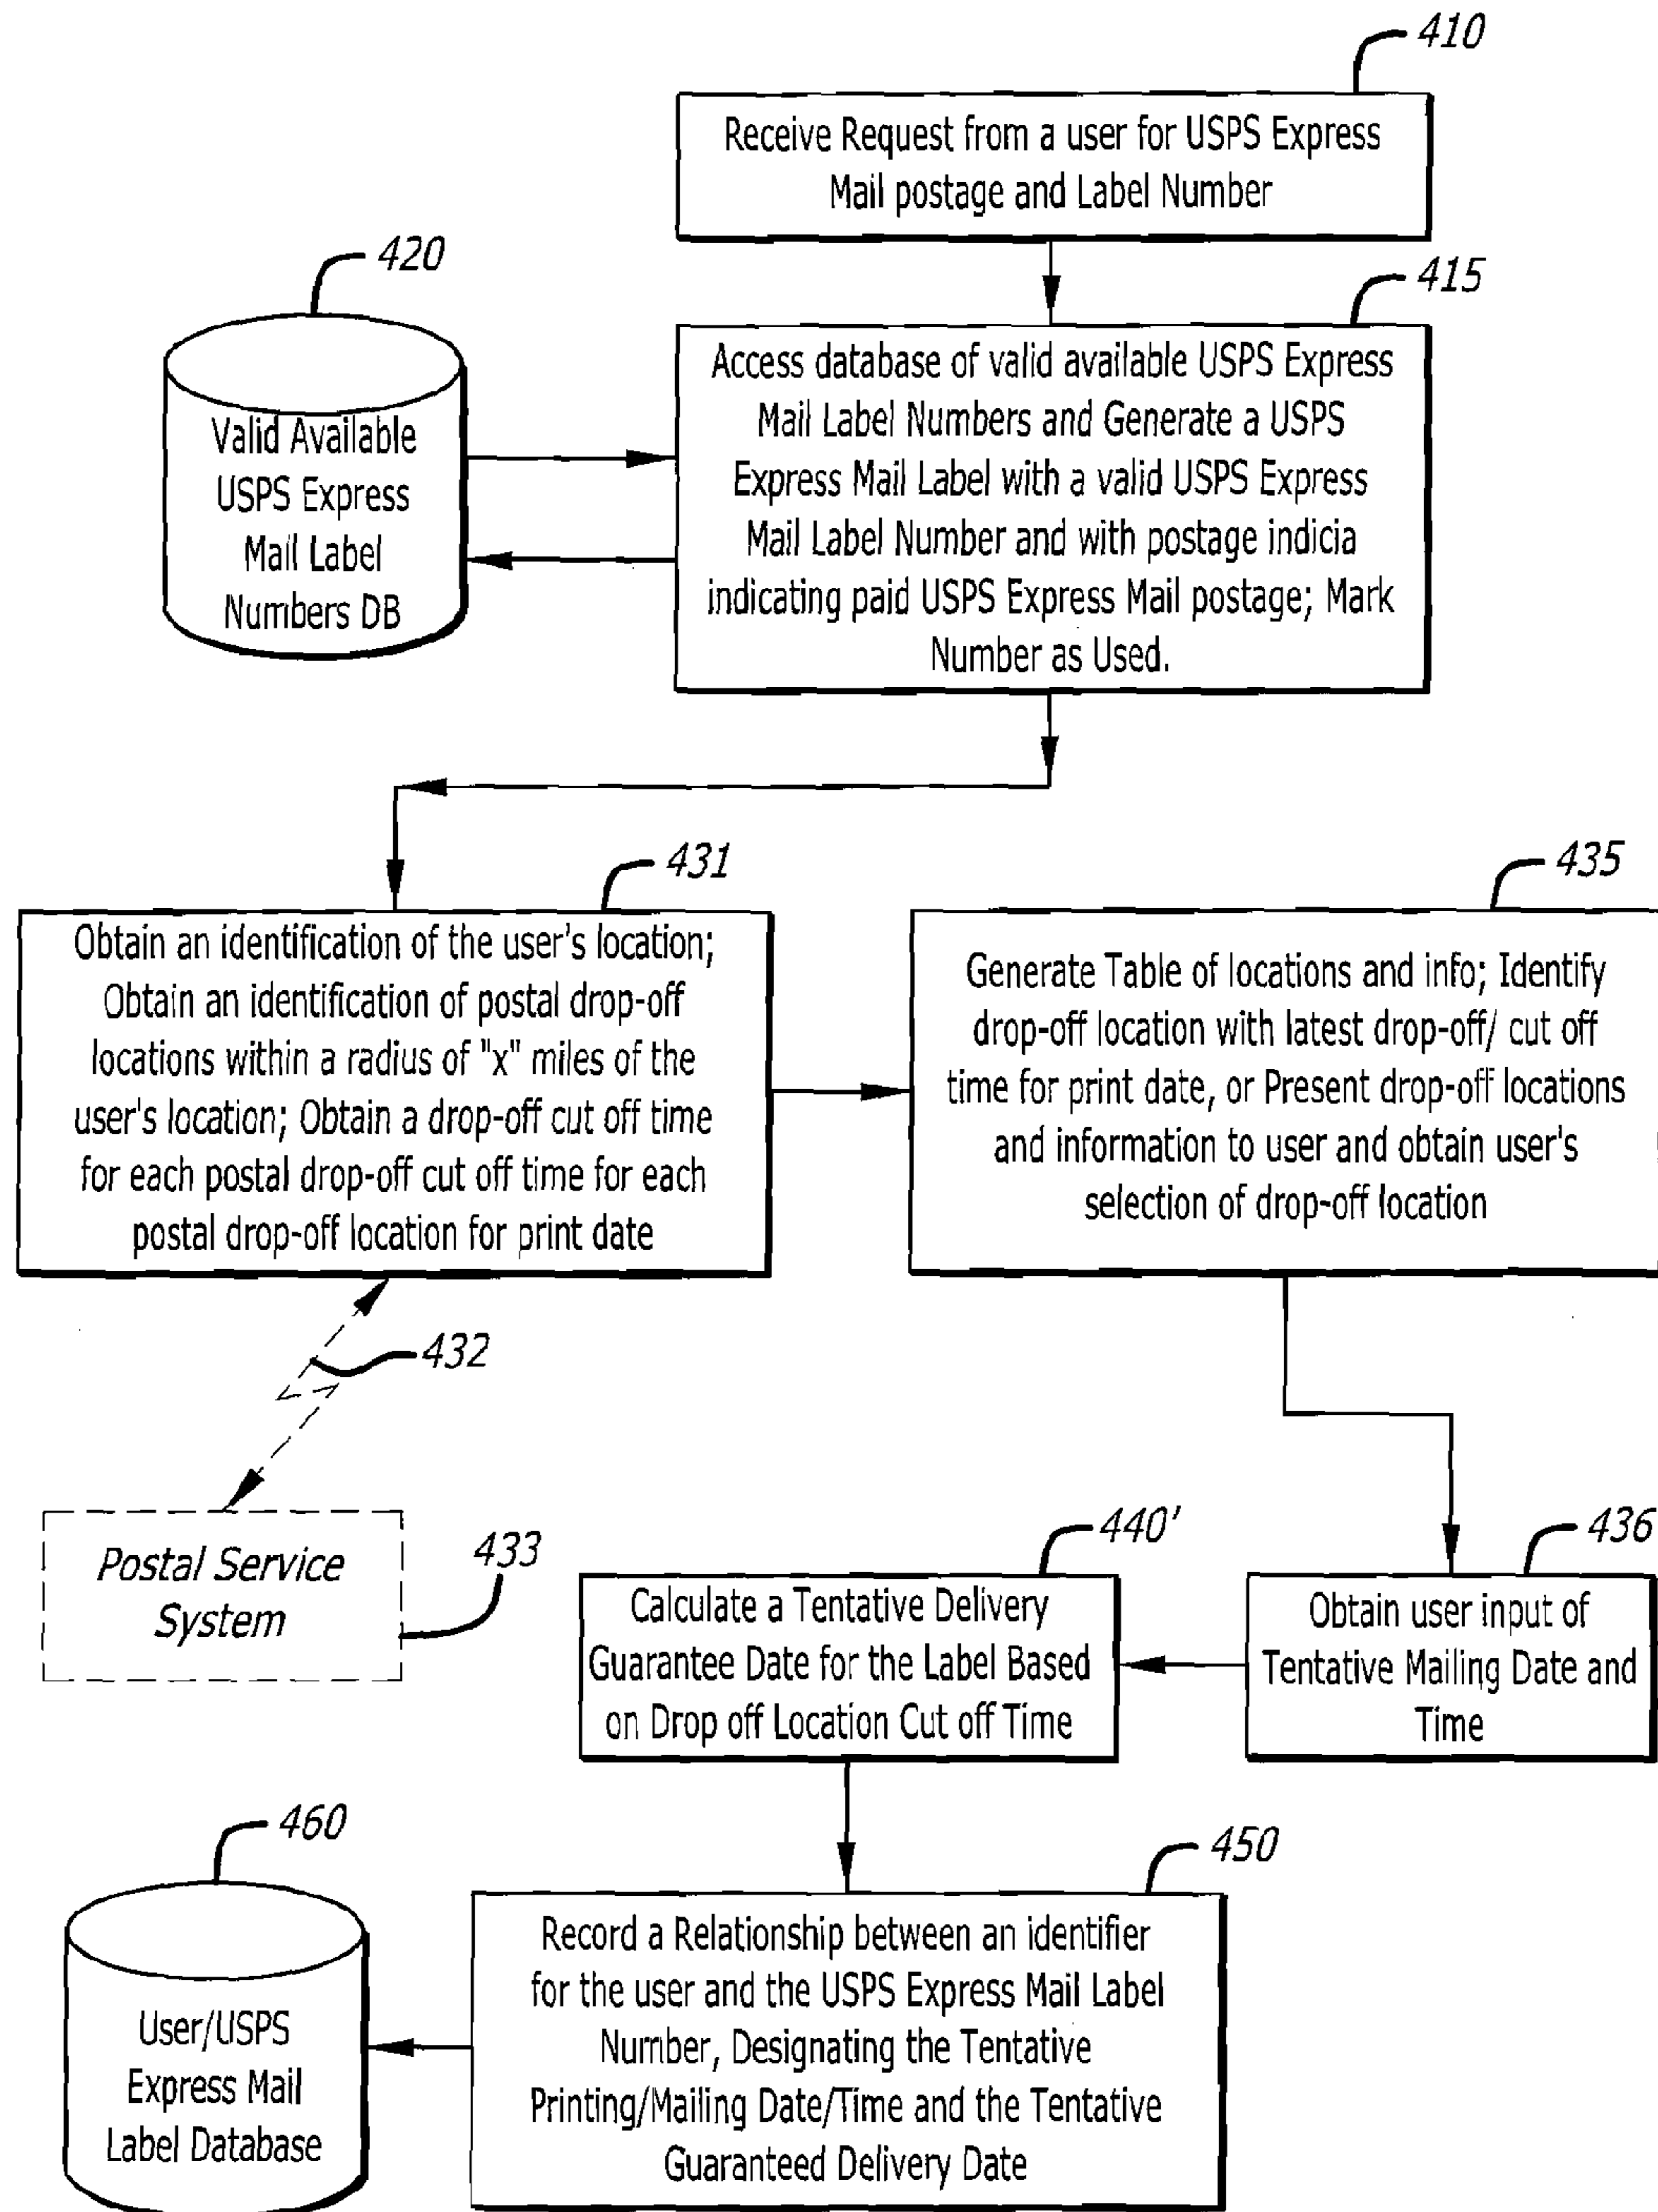 410
Receive Request from a user for USPS Express
Mail postage and Label Number
420
Valid Available
USPS Express
Mail Label
Numbers DB
415
Access database of valid available USPS Express
Mail Label Numbers and Generate a USPS
Express Mail Label with a valid USPS Express
Mail Label Number and with postage indicia
indicating paid USPS Express Mail postage; Mark
Number as Used.
431
Obtain an identification of the user's location;
Obtain an identification of postal drop-off
locations within a radius of "x" miles of the
user's location; Obtain a drop-off cut off time
for each postal drop-off cut off time for each
postal drop-off location for print date
435
Generate Table of locations and info; Identify
drop-off location with latest drop-off/ cut off
time for print date, or Present drop-off locations
and information to user and obtain user's
selection of drop-off location
432
Postal Service
System
433
436
Obtain user input of
Tentative Mailing Date and
Time
440'
Calculate a Tentative Delivery
Guarantee Date for the Label Based
on Drop off Location Cut off Time
450
Record a Relationship between an identifier
for the user and the USPS Express Mail Label
Number, Designating the Tentative
Printing/Mailing Date/Time and the Tentative
Guaranteed Delivery Date
460
User/USPS
Express Mail
Label Database